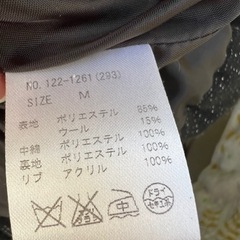 NO. 122-1261(293)
SIZE M
表地 ポリエステル 85%
ウール 15%
中綿 ポリエステル 100%
裏地 ポリエステル 100%
リブ アクリル 100%
中
ドライ